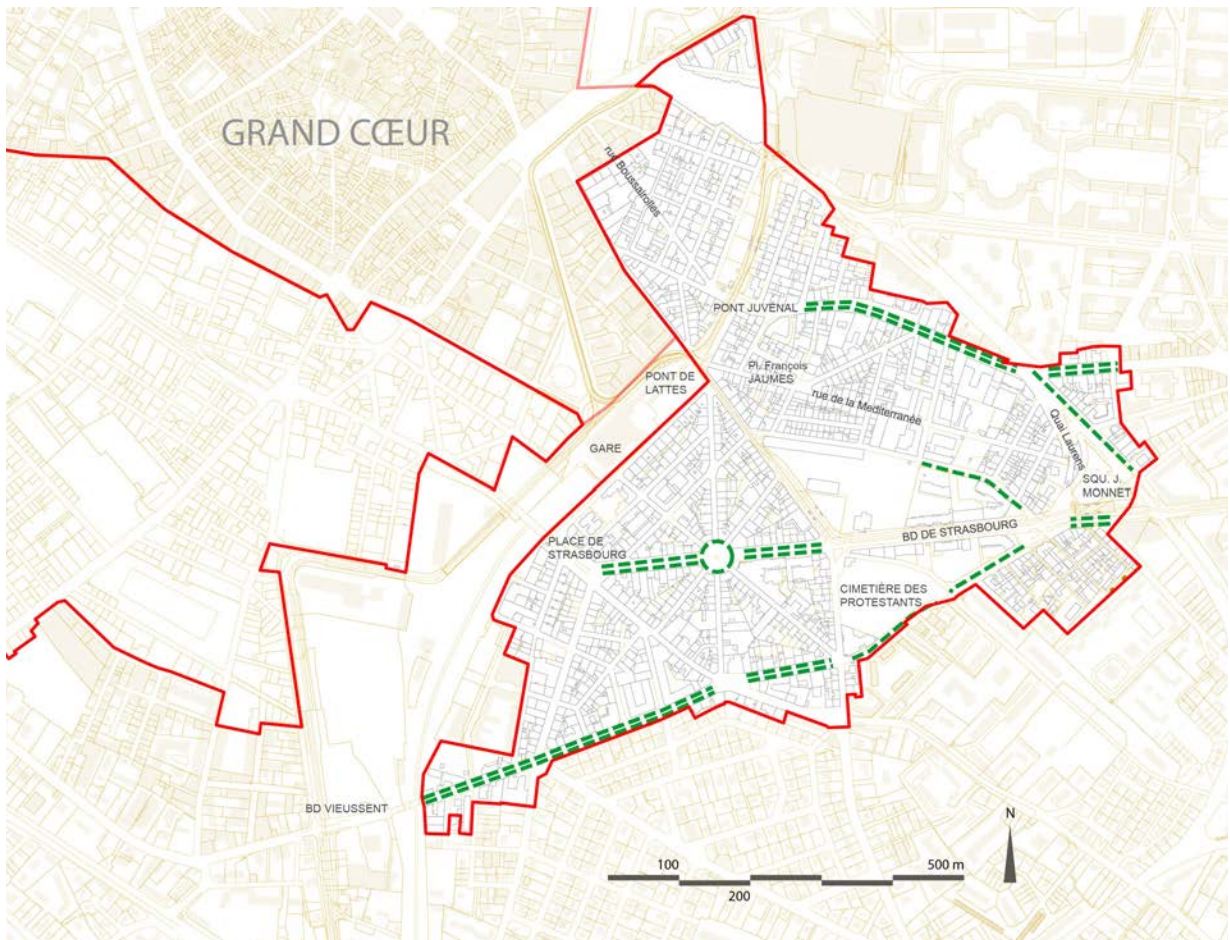 GRAND CŒUR
rue Boussairolles
PONT JUVENAL
Pl. François
JAUMES
PONT DE
LATTES
rue de la Mediterranée
GARE
Quai Laurens
SQU. J.
MONNET
BD DE STRASBOURG
PLACE DE
STRASBOURG
CIMETIÈRE DES
PROTESTANTS
BD VIEUSSENT
N
100
500 m
200